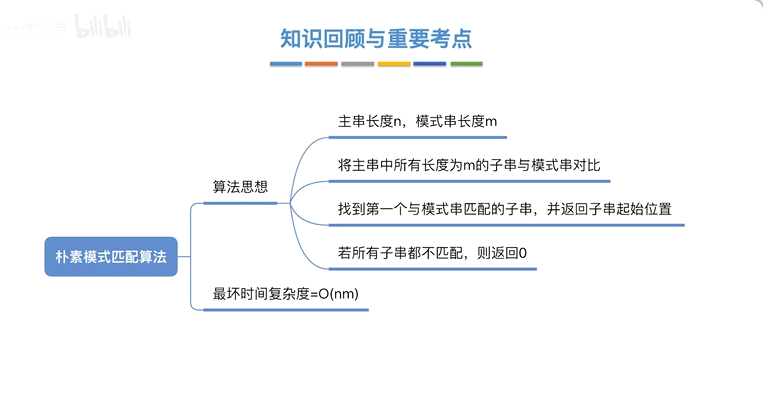 bilibili
知识回顾与重要考点
主串长度n，模式串长度m
将主串中所有长度为m的子串与模式串对比
算法思想
找到第一个与模式串匹配的子串，并返回子串起始位置
朴素模式匹配算法
若所有子串都不匹配，则返回0
最坏时间复杂度=O(nm)